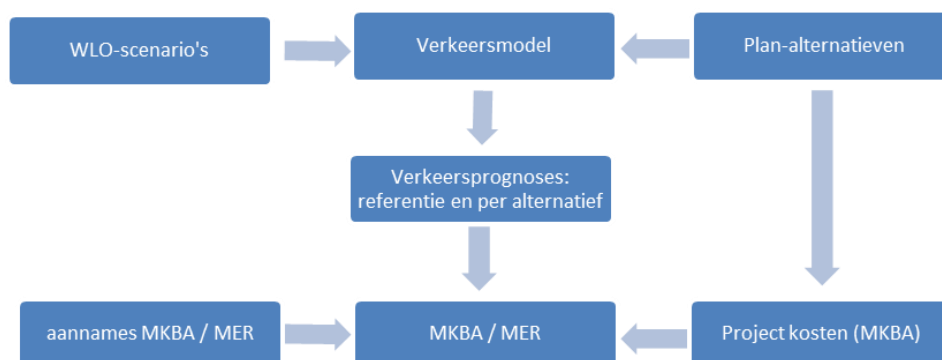 WLO-scenario's
Verkeersmodel
Plan-alternatieven
Verkeersprognoses:
referentie en per alternatief
aannames MKBA / MER
MKBA / MER
Project kosten (MKBA)